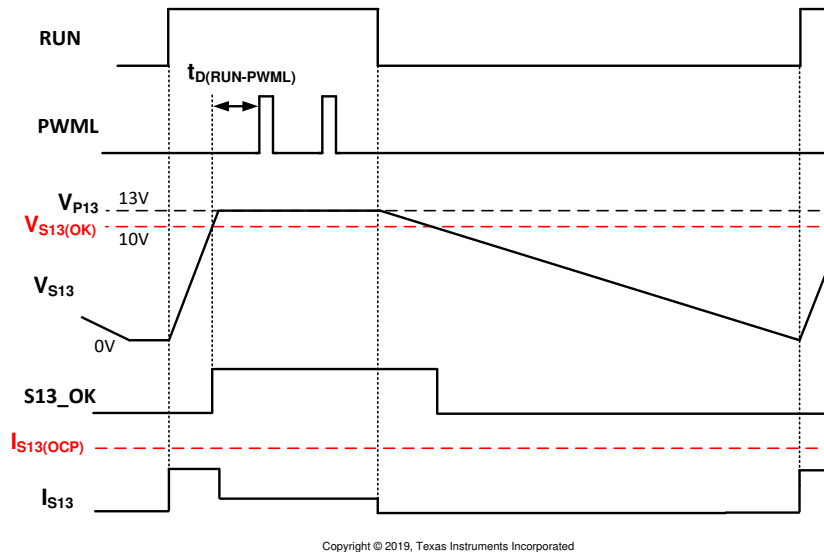 RUN
tD(RUN-PWML)
PWML
VP13
13V
VS13(OK)
10V
VS13
0V
S13_OK
IS13(OCP)
IS13
Copyright © 2019, Texas Instruments Incorporated